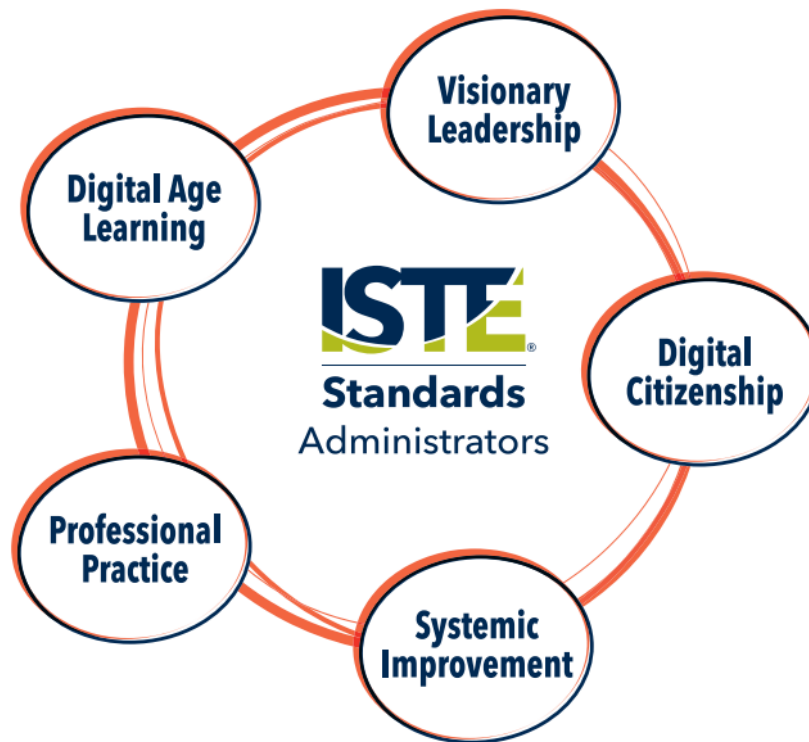 Visionary
Leadership
Digital Age
Learning
ISTE®
Standards
Administrators
Digital
Citizenship
Professional
Practice
Systemic
Improvement